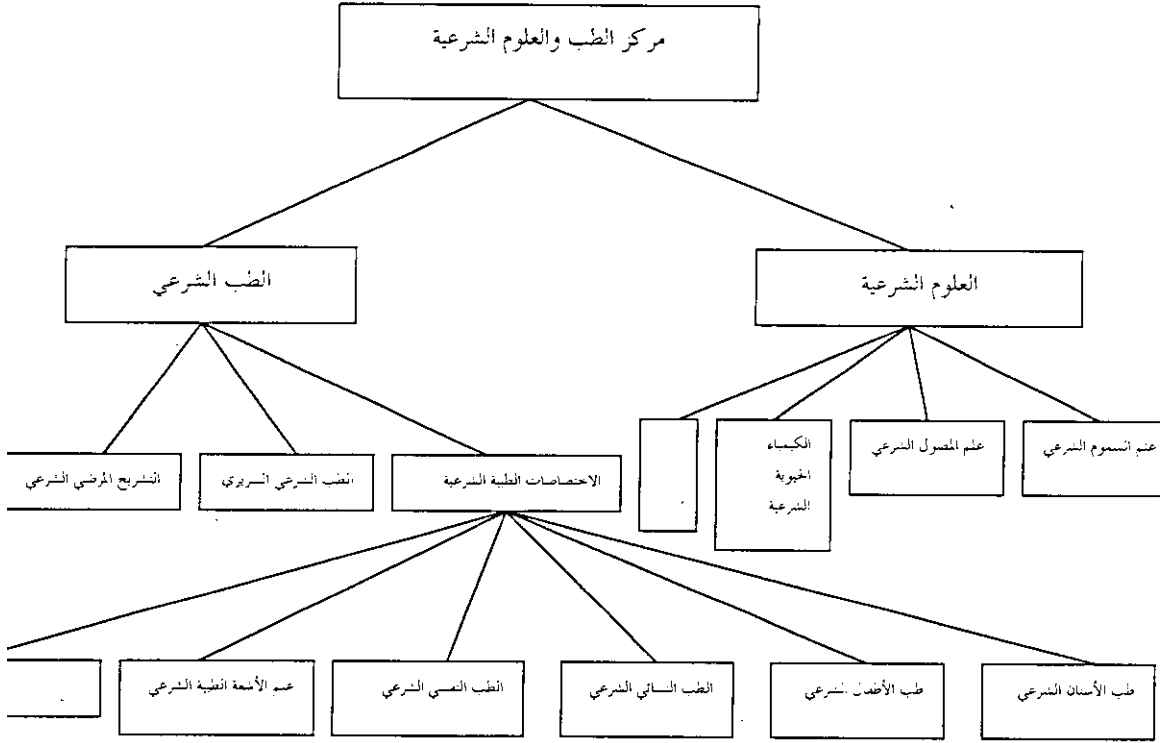 مركز الطب والعلوم الشرعية
العلوم الشرعية
الطب الشرعي
علم السموم الشرعي
علم المصول الشرعي
الكيمياء
الحيوية
الشرعية
الاختصاصات الطبية الشرعية
الطب الشرعي السريري
التشريح المرضي الشرعي
طب الأسنان الشرعي
طب الأطفال الشرعي
الطب النسائي الشرعي
الطب النفسي الشرعي
علم الأشعة الطبية الشرعي